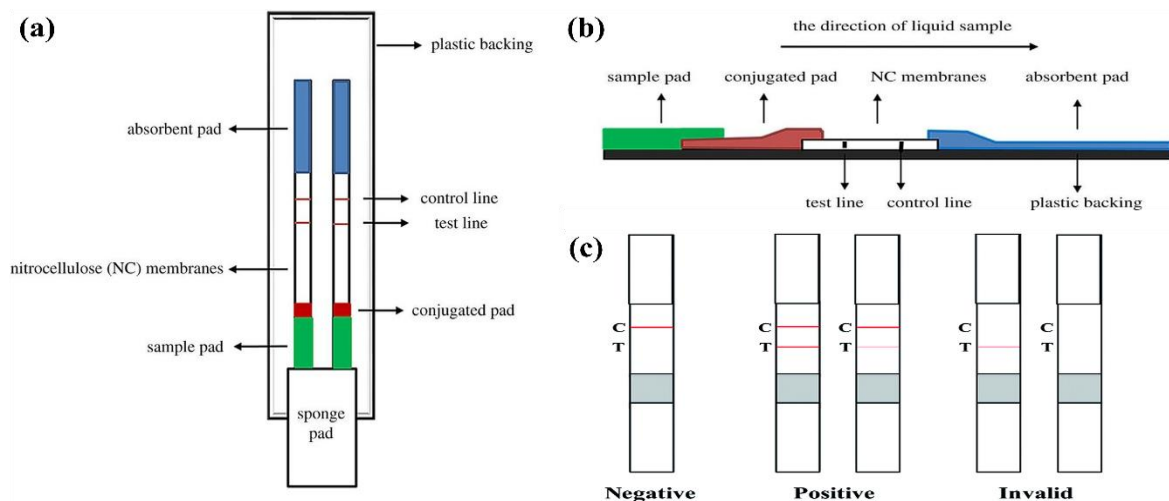 (a)
plastic backing
absorbent pad
control line
test line
nitrocellulose (NC) membranes
conjugated pad
sample pad
sponge
pad
(b)
the direction of liquid sample
sample pad
conjugated pad
NC membranes
absorbent pad
test line
control line
plastic backing
(c)
C
T
C
T
C
T
Negative
Positive
Invalid